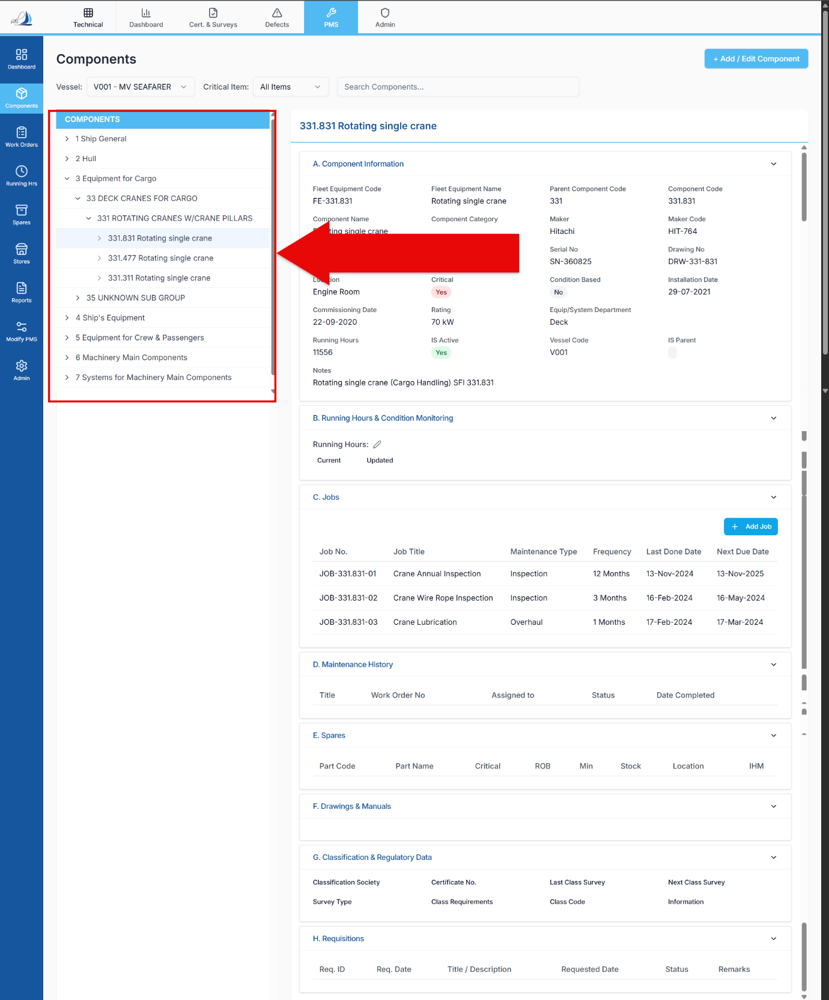 Technical
Dashboard
Cert. & Surveys
Defects
PMS
Admin
Dashboard
Components
Work Orders
Running Hrs
Spares
Stores
Reports
Modify PMS
Admin
Components
+ Add / Edit Component
Vessel: V001 - MV SEAFARER Critical Item: All Items Search Components...
COMPONENTS
1 Ship General
2 Hull
3 Equipment for Cargo
33 DECK CRANES FOR CARGO
331 ROTATING CRANES W/CRANE PILLARS
331.831 Rotating single crane
331.477 Rotating single crane
331.311 Rotating single crane
35 UNKNOWN SUB GROUP
4 Ship's Equipment
5 Equipment for Crew & Passengers
6 Machinery Main Components
7 Systems for Machinery Main Components
331.831 Rotating single crane
A. Component Information
Fleet Equipment Code Fleet Equipment Name Parent Component Code Component Code
FE-331.831 Rotating single crane 331 331.831
Component Name Component Category Maker Maker Code
single crane Hitachi HIT-764
Serial No Drawing No
SN-360825 DRW-331-831
Location Critical Condition Based Installation Date
Engine Room Yes No 29-07-2021
Commissioning Date Rating Equip/System Department
22-09-2020 70 kW Deck
Running Hours IS Active Vessel Code IS Parent
11556 Yes V001
Notes
Rotating single crane (Cargo Handling) SFI 331.831
B. Running Hours & Condition Monitoring
Running Hours:
Current Updated
C. Jobs
+ Add Job
Job No. Job Title Maintenance Type Frequency Last Done Date Next Due Date
JOB-331.831-01 Crane Annual Inspection Inspection 12 Months 13-Nov-2024 13-Nov-2025
JOB-331.831-02 Crane Wire Rope Inspection Inspection 3 Months 16-Feb-2024 16-May-2024
JOB-331.831-03 Crane Lubrication Overhaul 1 Months 17-Feb-2024 17-Mar-2024
D. Maintenance History
Title Work Order No Assigned to Status Date Completed
E. Spares
Part Code Part Name Critical ROB Min Stock Location IHM
F. Drawings & Manuals
G. Classification & Regulatory Data
Classification Society Certificate No. Last Class Survey Next Class Survey
Survey Type Class Requirements Class Code Information
H. Requisitions
Req. ID Req. Date Title / Description Requested Date Status Remarks